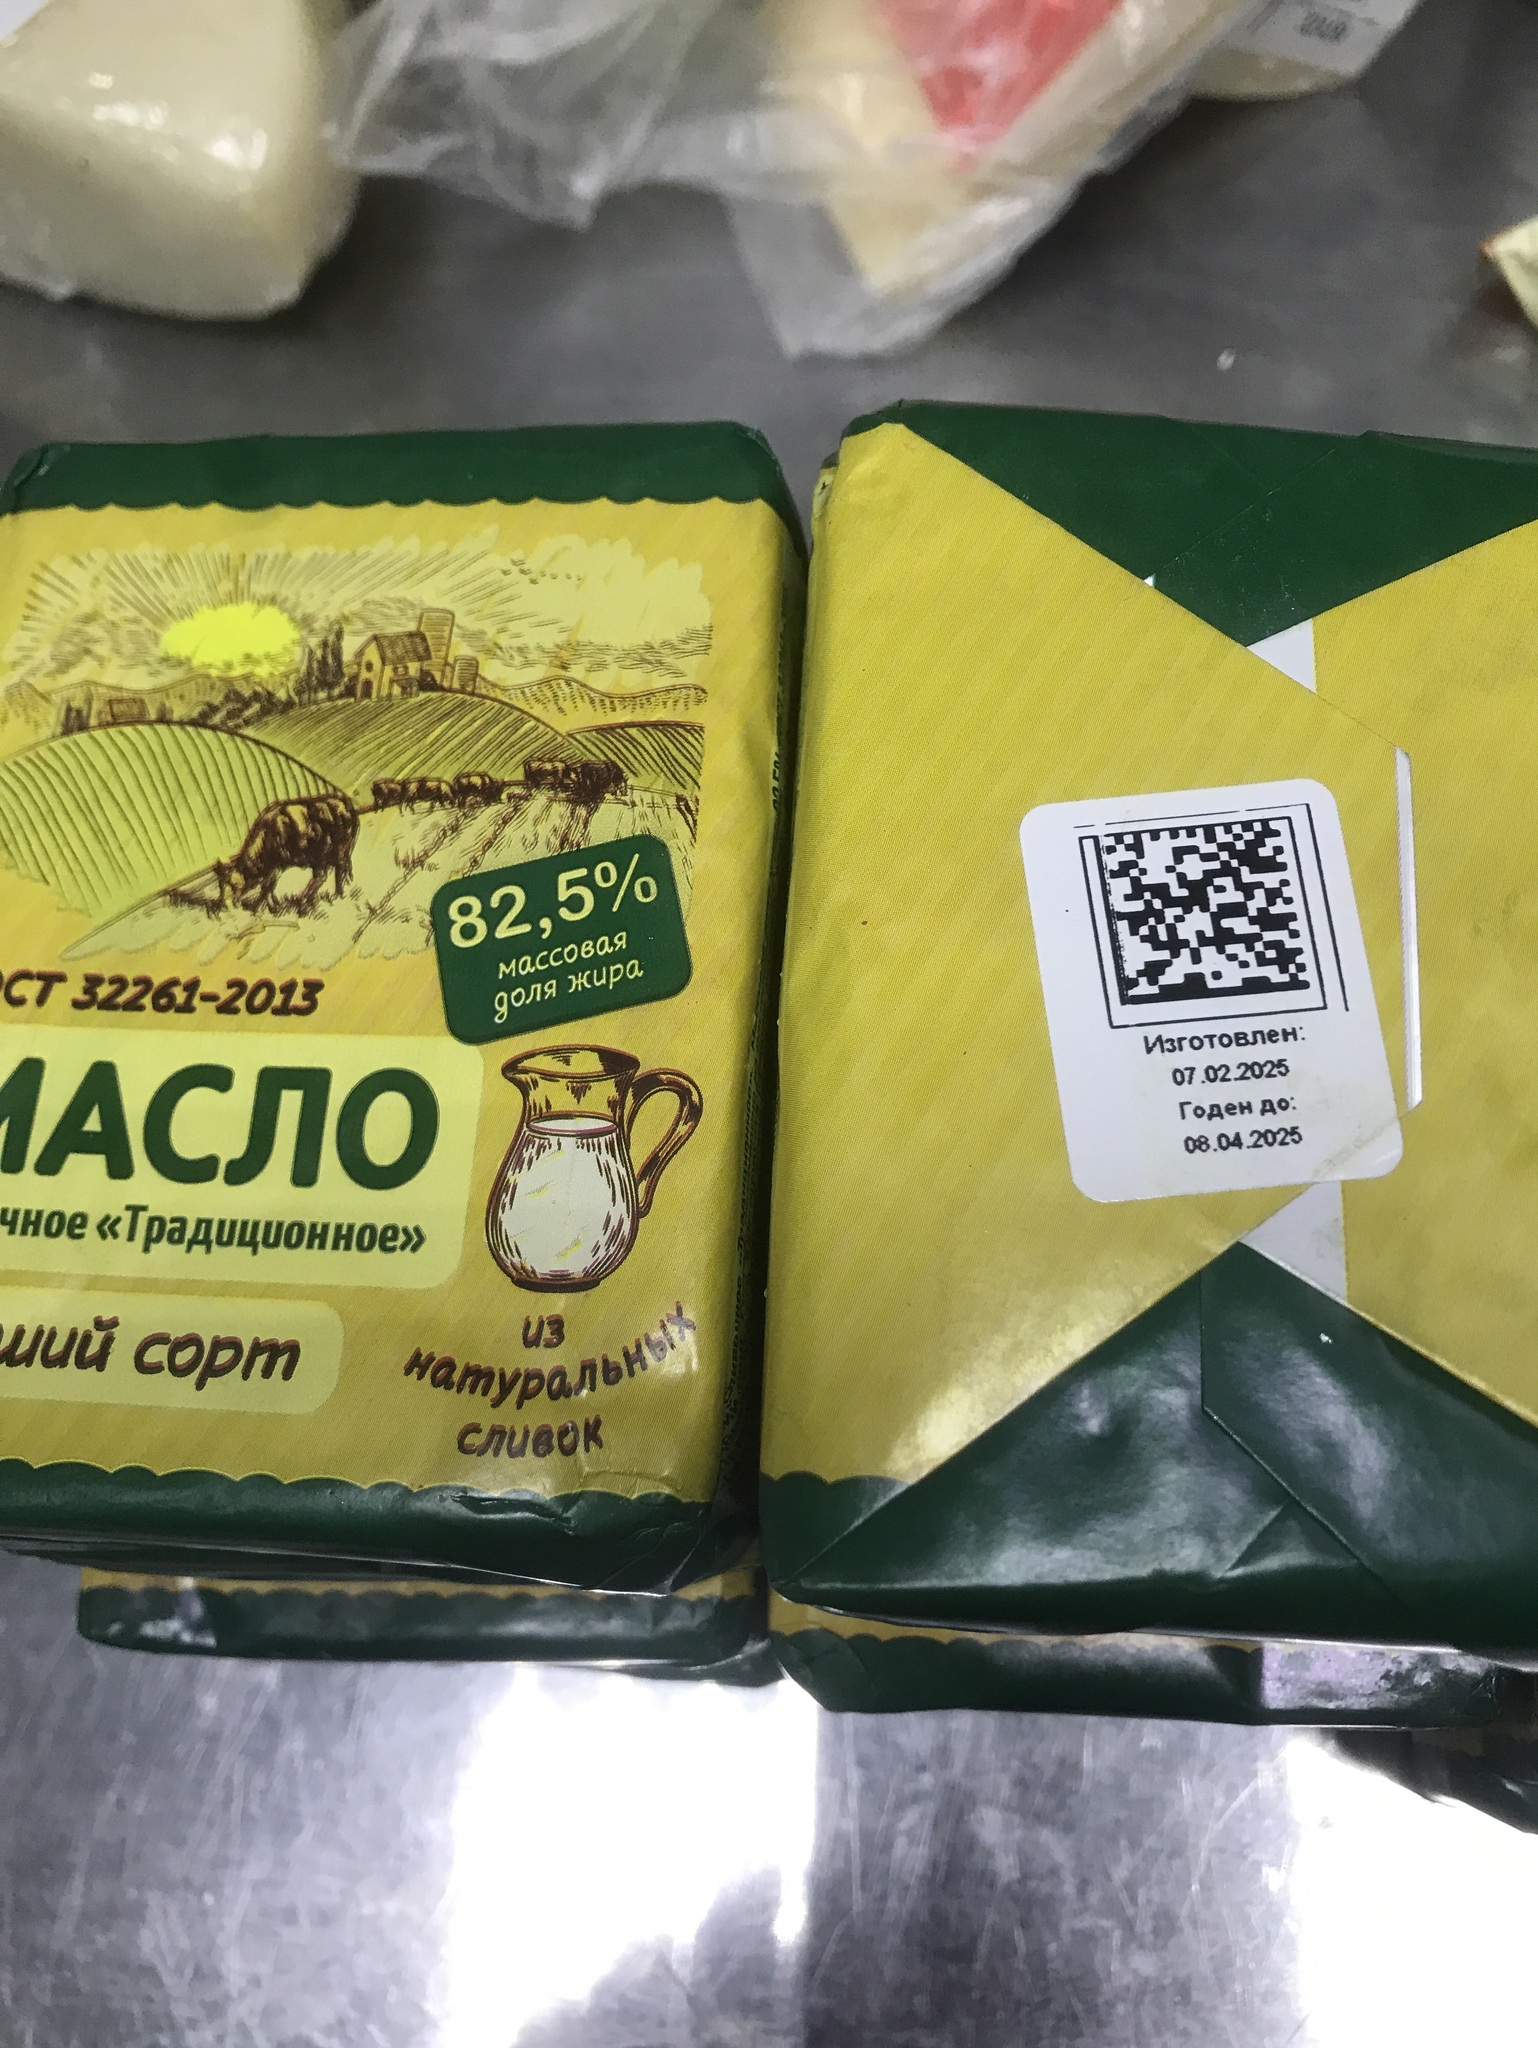 82,5%
массовая
доля жира
ОСТ 32261-2013
МАСЛО
чное «Традиционное»
ший сорт
из
натуральных
сливок
Изготовлен:
07.02.2025
Годен до:
08.04.2025